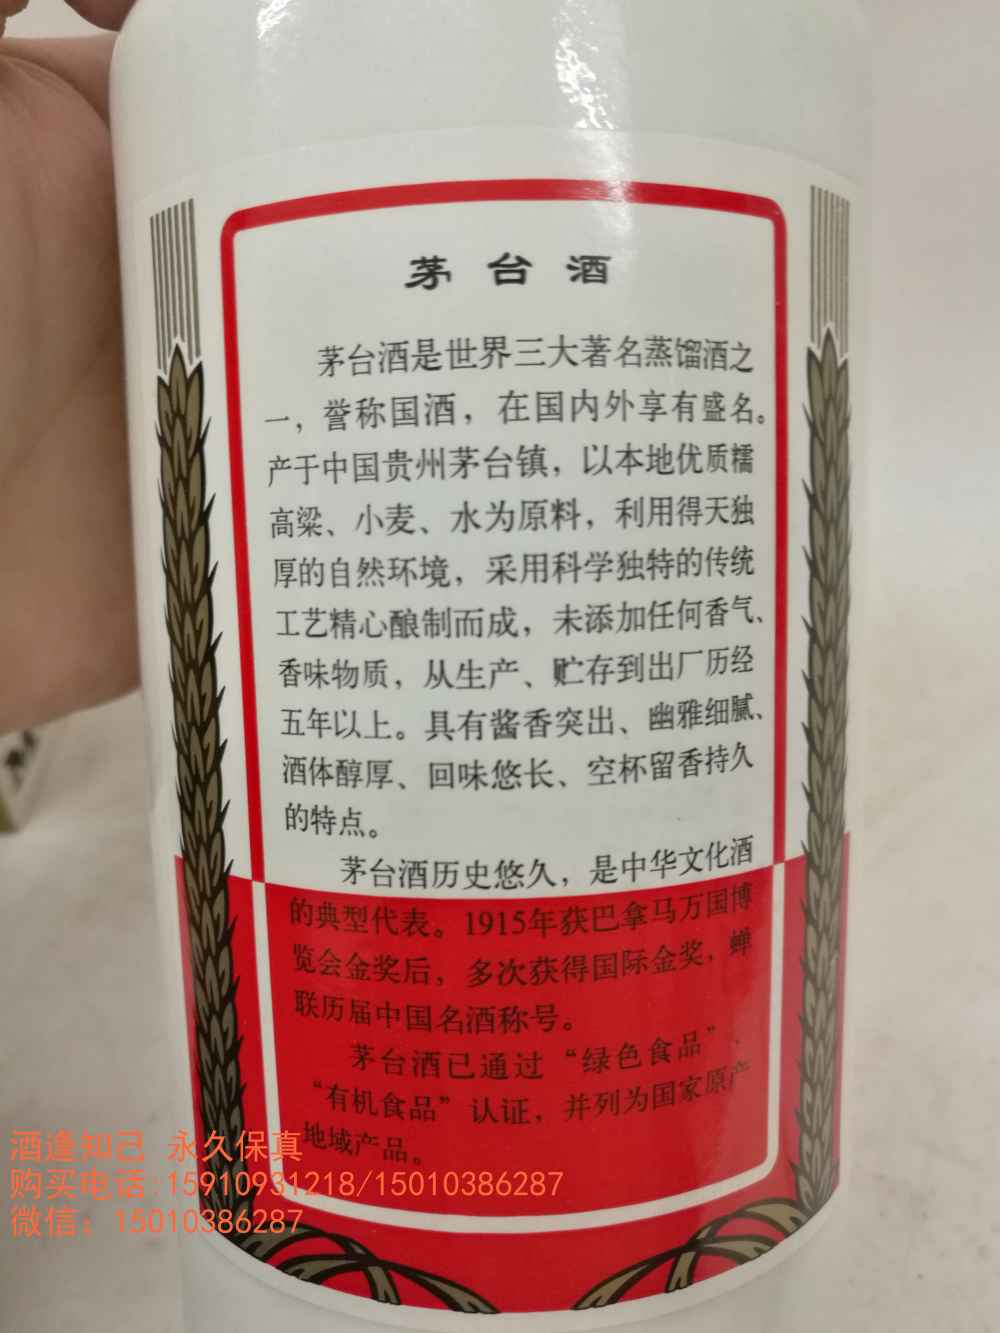 茅台酒
茅台酒是世界三大著名蒸馏酒之
一，誉称国酒，在国内外享有盛名。
产于中国贵州茅台镇，以本地优质糯
高粱、小麦、水为原料，利用得天独
厚的自然环境，采用科学独特的传统
工艺精心酿制而成，未添加任何香气、
香味物质，从生产、贮存到出厂历经
五年以上。具有酱香突出、幽雅细腻、
酒体醇厚、回味悠长、空杯留香持久
的特点。
茅台酒历史悠久，是中华文化酒
的典型代表。1915年获巴拿马万国博
览会金奖后，多次获得国际金奖，蝉
联历届中国名酒称号。
茅台酒已通过“绿色食品”、
“有机食品”认证，并列为国家原产
地域产品。
酒逢知己 永久保真
购买电话:15910931218/15010386287
微信：15010386287